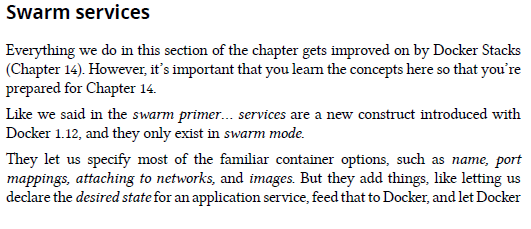 Swarm services
Everything we do in this section of the chapter gets improved on by Docker Stacks
(Chapter 14). However, it’s important that you learn the concepts here so that you’re
prepared for Chapter 14.
Like we said in the swarm primer… services are a new construct introduced with
Docker 1.12, and they only exist in swarm mode.
They let us specify most of the familiar container options, such as name, port
mappings, attaching to networks, and images. But they add things, like letting us
declare the desired state for an application service, feed that to Docker, and let Docker